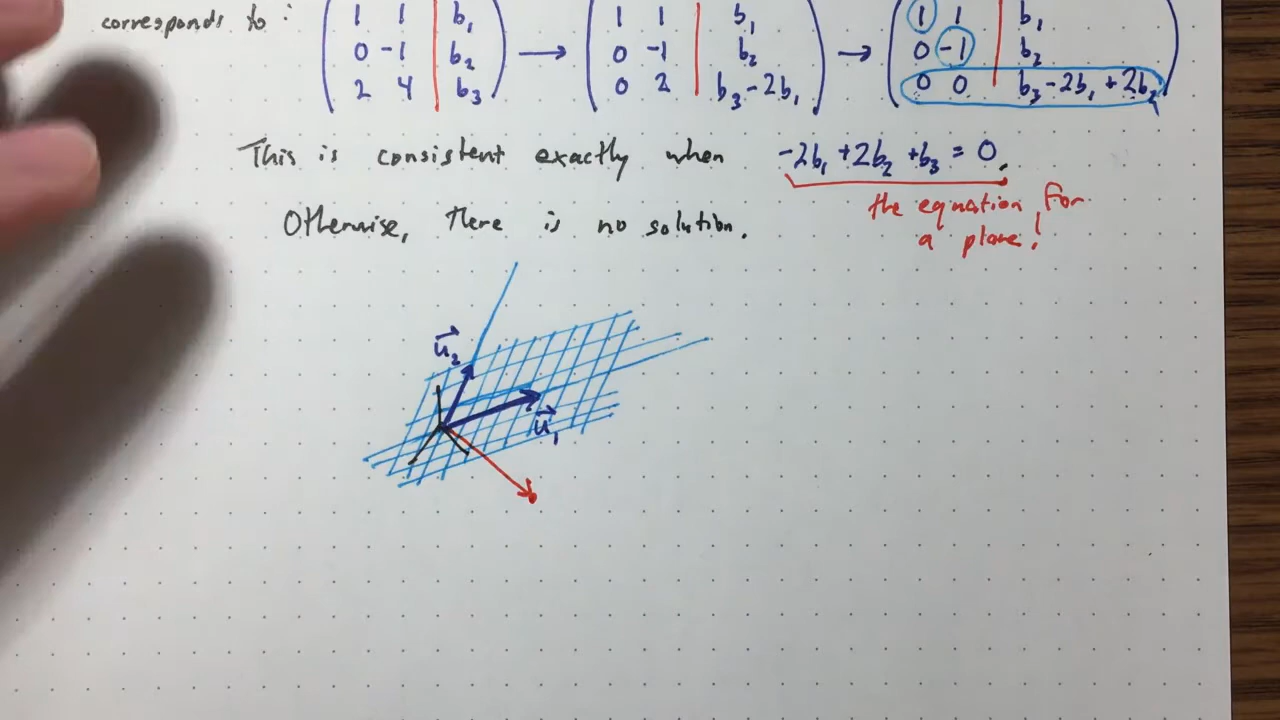 corresponds to: ( 1 1 | b₁ ) → ( 1 1 | b₁ ) → ( 1 1 | b₁ )
( 0 -1 | b₂ ) ( 0 -1 | b₂ ) ( 0 -1 | b₂ )
( 2 4 | b₃ ) ( 0 2 | b₃ - 2b₁ ) ( 0 0 | b₃ - 2b₁ + 2b₂ )
This is consistent exactly when -2b₁ + 2b₂ + b₃ = 0.
the equation for
a plane!
Otherwise, there is no solution.
u⃗₂
u⃗₁